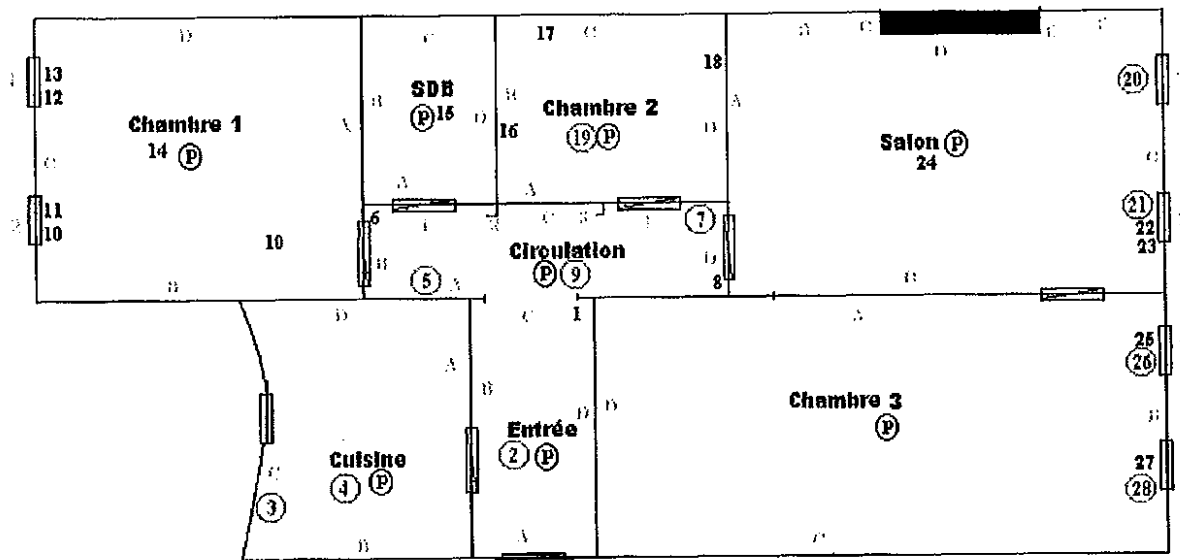 D
C
17
C
B
D
E
F
13
12
SDB
P 15
18
20
B
D
B
Chambre 1
14 P
A
16
Chambre 2
19 P
D
A
Salon P
24
C
C
11
10
A
A
21
22
23
6
7
10
B
5
A
Circulation
P 9
D
8
B
D
C
1
A
25
26
A
B
D
D
Chambre 3
P
B
Entrée
2 P
Cuisine
4 P
C
3
27
28
B
A